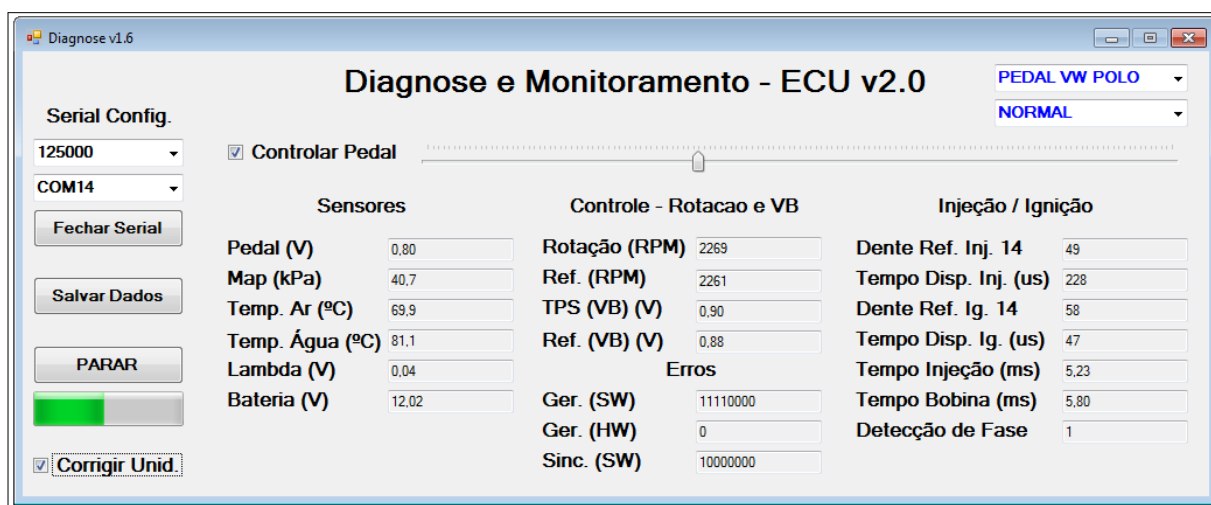 Diagnose v1.6
Diagnose e Monitoramento - ECU v2.0
PEDAL VW POLO
NORMAL
Serial Config.
125000
COM14
Fechar Serial
Salvar Dados
PARAR
Corrigir Unid.
Controlar Pedal
Sensores
Pedal (V) 0,80
Map (kPa) 40,7
Temp. Ar (ºC) 69,9
Temp. Água (ºC) 81,1
Lambda (V) 0,04
Bateria (V) 12,02
Controle - Rotacao e VB
Rotação (RPM) 2269
Ref. (RPM) 2261
TPS (VB) (V) 0,90
Ref. (VB) (V) 0,88
Erros
Ger. (SW) 11110000
Ger. (HW) 0
Sinc. (SW) 10000000
Injeção / Ignição
Dente Ref. Inj. 14 49
Tempo Disp. Inj. (us) 228
Dente Ref. Ig. 14 58
Tempo Disp. Ig. (us) 47
Tempo Injeção (ms) 5,23
Tempo Bobina (ms) 5,80
Detecção de Fase 1